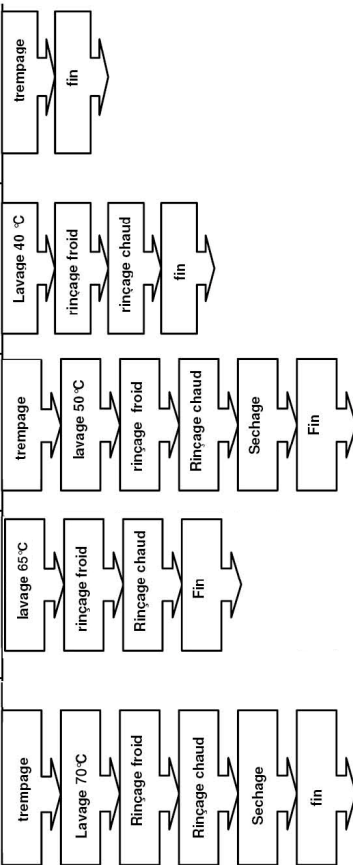 trempage
Lavage 70°C
Rinçage froid
Rinçage chaud
Sechage
fin
lavage 65°C
rinçage froid
Rinçage chaud
Fin
trempage
lavage 50°C
rinçage froid
Rinçage chaud
Sechage
Fin
Lavage 40 °C
rinçage froid
rinçage chaud
fin
trempage
fin